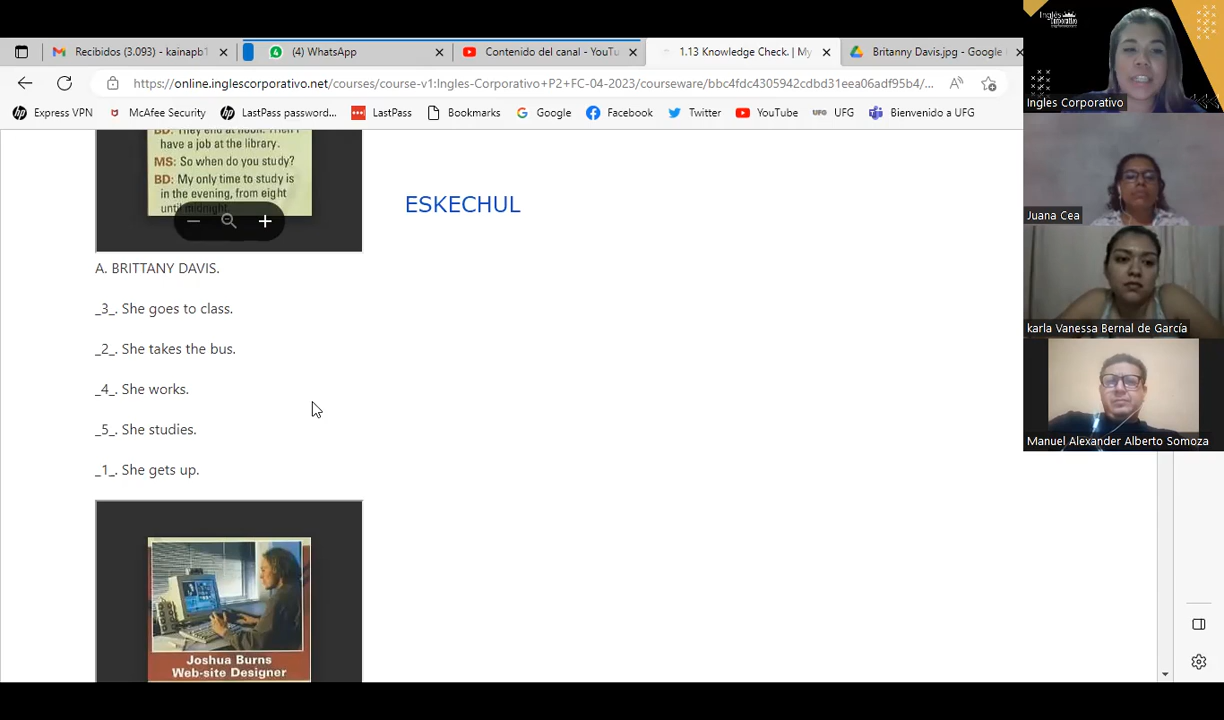 Recibidos (3.093) - kainapb
(4) WhatsApp
Contenido del canal - YouTu
1.13 Knowledge Check. | My
Britanny Davis.jpg - Google
https://online.inglescorporativo.net/courses/course-v1:Ingles-Corporativo+P2+FC-04-2023/courseware/bbc4fdc4305942cdbd31eea06adf95b4/...
Express VPN
McAfee Security
LastPass password...
LastPass
Bookmarks
Google
Facebook
Twitter
YouTube
UFG
Bienvenido a UFG
have a job at the library.
MS: So when do you study?
BD: My only time to study is
in the evening, from eight
until midnight.
ESKECHUL
A. BRITTANY DAVIS.
_3_. She goes to class.
_2_. She takes the bus.
_4_. She works.
_5_. She studies.
_1_. She gets up.
Joshua Burns
Web-site Designer
Inglés
Corporativo
Ingles Corporativo
Juana Cea
karla Vanessa Bernal de García
Manuel Alexander Alberto Somoza